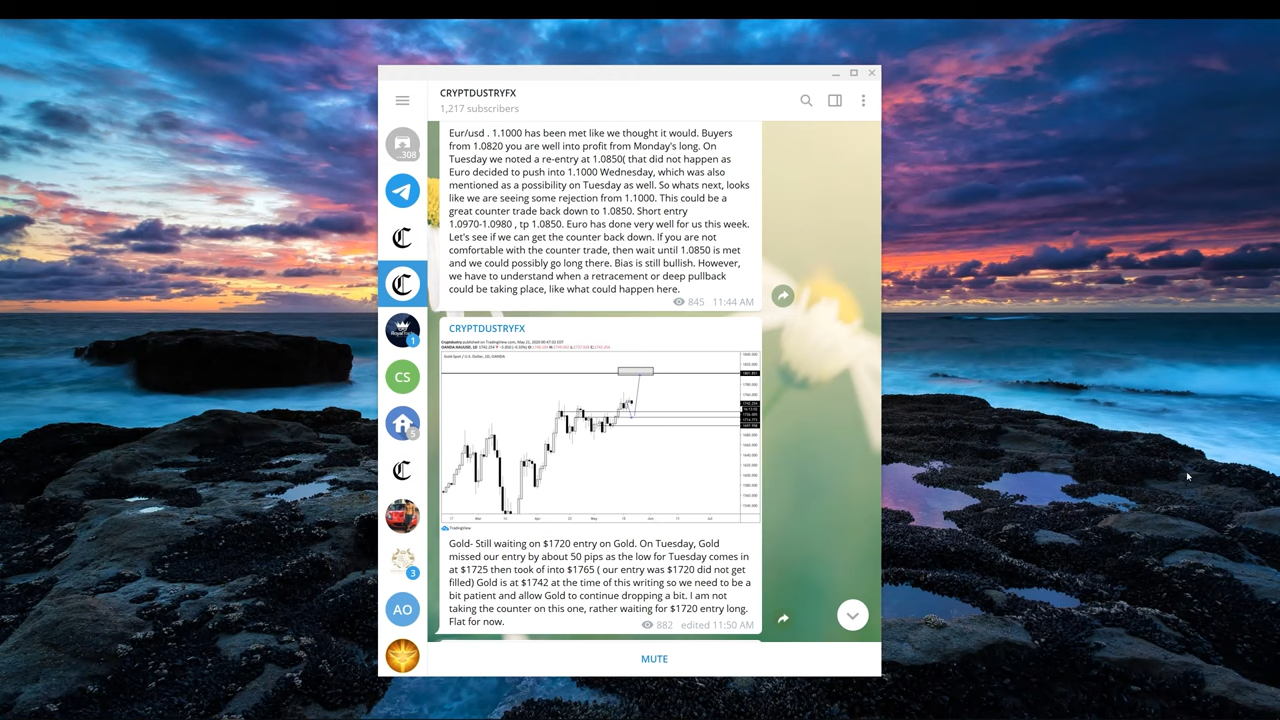 CRYPTDUSTRYFX
1,217 subscribers
...308
Eur/usd . 1.1000 has been met like we thought it would. Buyers
from 1.0820 you are well into profit from Monday's long. On
Tuesday we noted a re-entry at 1.0850( that did not happen as
Euro decided to push into 1.1000 Wednesday, which was also
mentioned as a possibility on Tuesday as well. So whats next, looks
like we are seeing some rejection from 1.1000. This could be a
great counter trade back down to 1.0850. Short entry
1.0970-1.0980 , tp 1.0850. Euro has done very well for us this week.
Let's see if we can get the counter back down. If you are not
comfortable with the counter trade, then wait until 1.0850 is met
and we could possibly go long there. Bias is still bullish. However,
we have to understand when a retracement or deep pullback
could be taking place, like what could happen here.
845 11:44 AM
C
C
1
CS
5
C
3
AO
CRYPTDUSTRYFX
TradingView
Gold- Still waiting on $1720 entry on Gold. On Tuesday, Gold
missed our entry by about 50 pips as the low for Tuesday comes in
at $1725 then took of into $1765 ( our entry was $1720 did not get
filled) Gold is at $1742 at the time of this writing so we need to be a
bit patient and allow Gold to continue dropping a bit. I am not
taking the counter on this one, rather waiting for $1720 entry long.
Flat for now.
882 edited 11:50 AM
MUTE